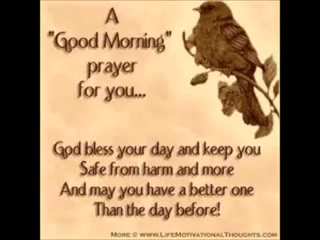 A
"Good Morning"
prayer
for you...
God bless your day and keep you
Safe from harm and more
And may you have a better one
Than the day before!
More @ www.LifeMotivationalThoughts.com